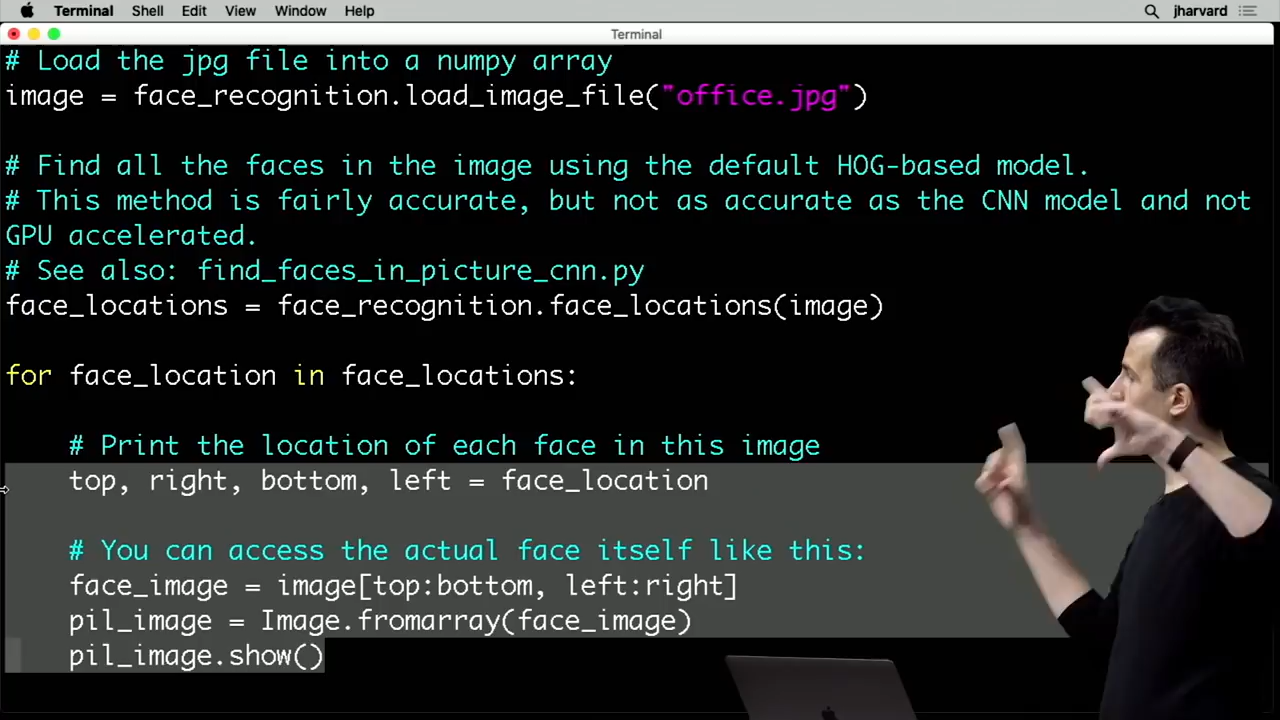 Terminal Shell Edit View Window Help jharvard
Terminal
# Load the jpg file into a numpy array
image = face_recognition.load_image_file("office.jpg")
# Find all the faces in the image using the default HOG-based model.
# This method is fairly accurate, but not as accurate as the CNN model and not
GPU accelerated.
# See also: find_faces_in_picture_cnn.py
face_locations = face_recognition.face_locations(image)
for face_location in face_locations:
# Print the location of each face in this image
top, right, bottom, left = face_location
# You can access the actual face itself like this:
face_image = image[top:bottom, left:right]
pil_image = Image.fromarray(face_image)
pil_image.show()